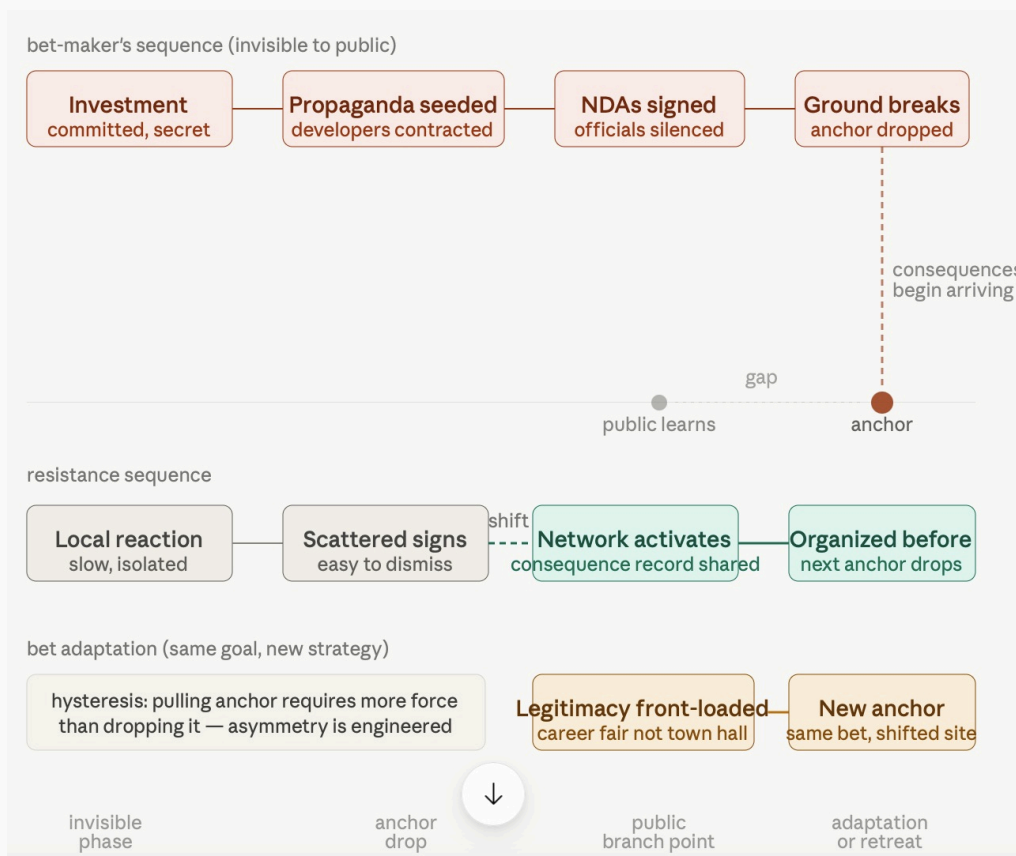 bet-maker's sequence (invisible to public)
Investment
committed, secret
Propaganda seeded
developers contracted
NDAs signed
officials silenced
Ground breaks
anchor dropped
consequences
begin arriving
gap
public learns
anchor
resistance sequence
Local reaction
slow, isolated
Scattered signs
easy to dismiss
shift
Network activates
consequence record shared
Organized before
next anchor drops
bet adaptation (same goal, new strategy)
hysteresis: pulling anchor requires more force
than dropping it — asymmetry is engineered
Legitimacy front-loaded
career fair not town hall
New anchor
same bet, shifted site
invisible
phase
anchor
drop
public
branch point
adaptation
or retreat